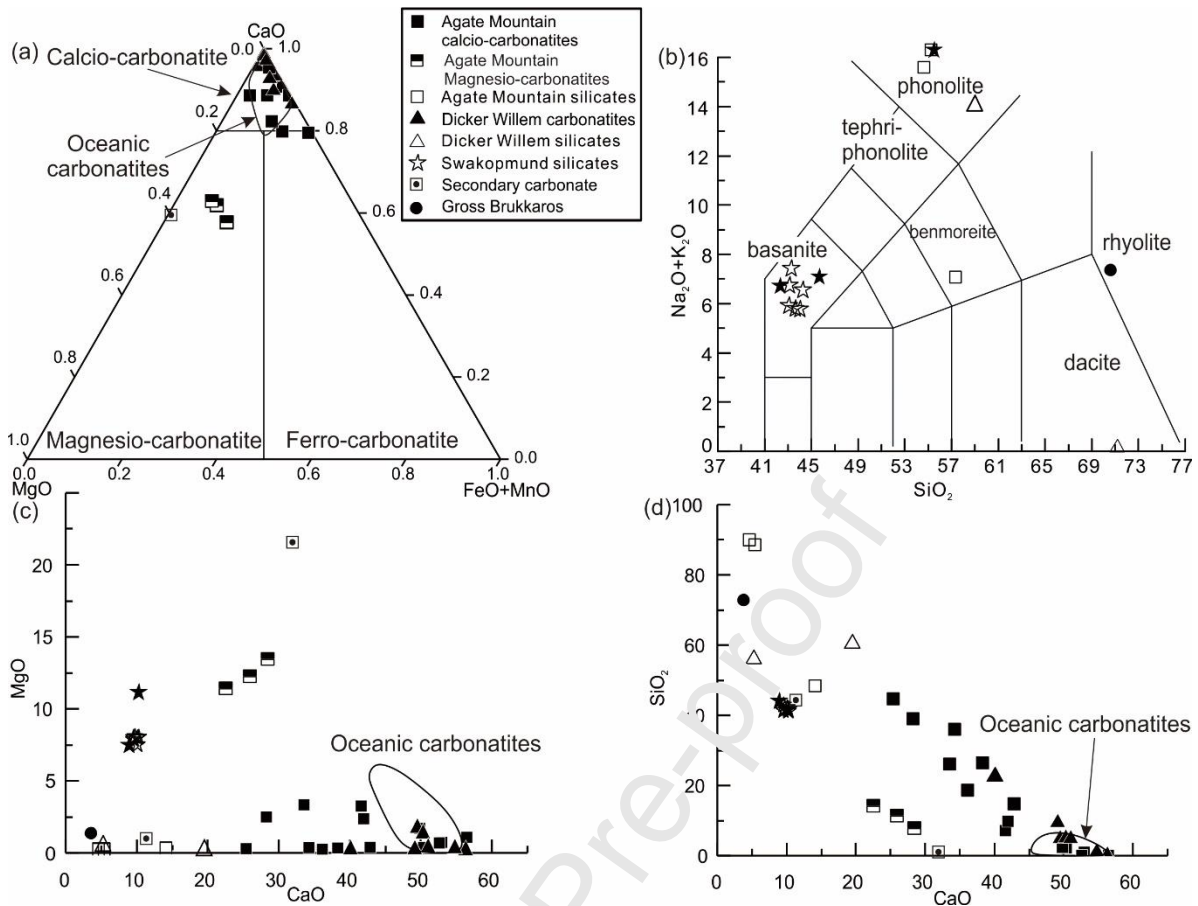 (a)
CaO
0.0
1.0
Calcio-carbonatite
0.2
0.8
Oceanic
carbonatites
0.4
0.6
0.6
0.4
0.8
0.2
1.0
Magnesio-carbonatite
Ferro-carbonatite
0.0
0.0
0.2
0.4
0.6
0.8
1.0
MgO
FeO+MnO
Agate Mountain
calcio-carbonatites
Agate Mountain
Magnesio-carbonatites
Agate Mountain silicates
Dicker Willem carbonatites
Dicker Willem silicates
Swakopmund silicates
Secondary carbonate
Gross Brukkaros
(b)
Na₂O+K₂O
16
14
12
10
8
6
4
2
0
phonolite
tephri-
phonolite
basanite
benmoreite
rhyolite
dacite
37
41
45
49
53
57
61
65
69
73
77
SiO₂
(c)
MgO
20
15
10
5
0
Oceanic carbonatites
0
10
20
30
40
50
60
CaO
(d)
SiO₂
100
80
60
40
20
0
Oceanic carbonatites
0
10
20
30
40
50
60
CaO
Pre-proof